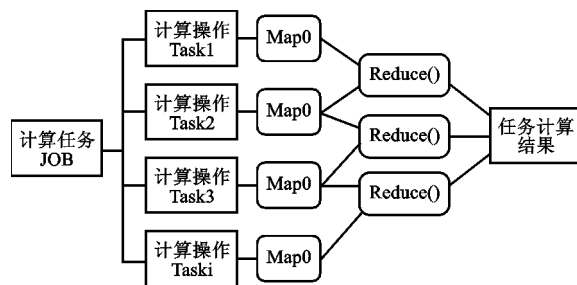 计算任务
JOB
计算操作
Task1
Map0
计算操作
Task2
Map0
计算操作
Task3
Map0
计算操作
Taski
Map0
Reduce()
Reduce()
Reduce()
任务计算
结果